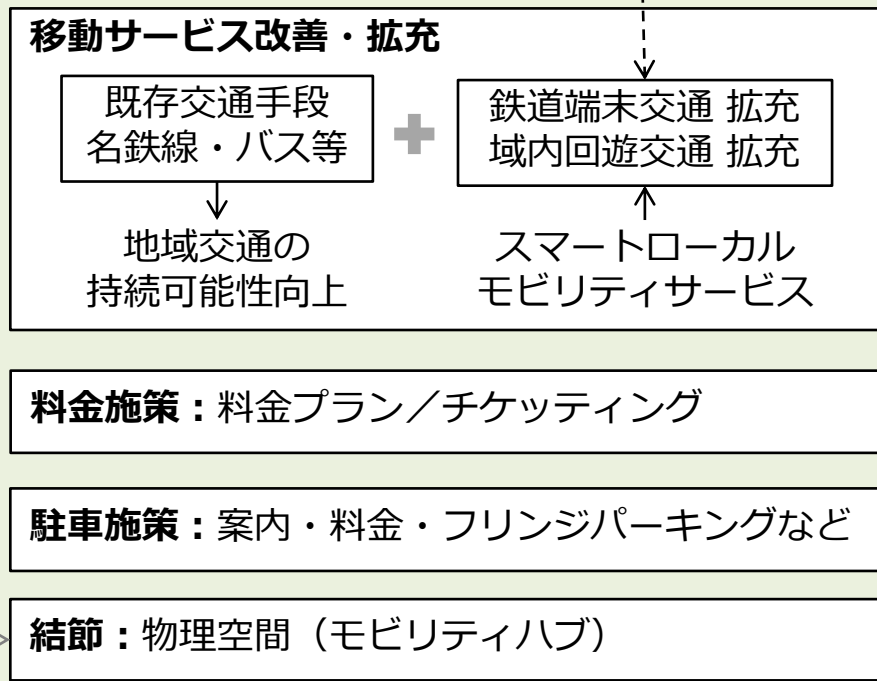 移動サービス改善・拡充
既存交通手段
名鉄線・バス等
鉄道端末交通 拡充
域内回遊交通 拡充
地域交通の
持続可能性向上
スマートローカル
モビリティサービス
料金施策：料金プラン／チケッティング
駐車施策：案内・料金・フリンジパーキングなど
結節：物理空間（モビリティハブ）